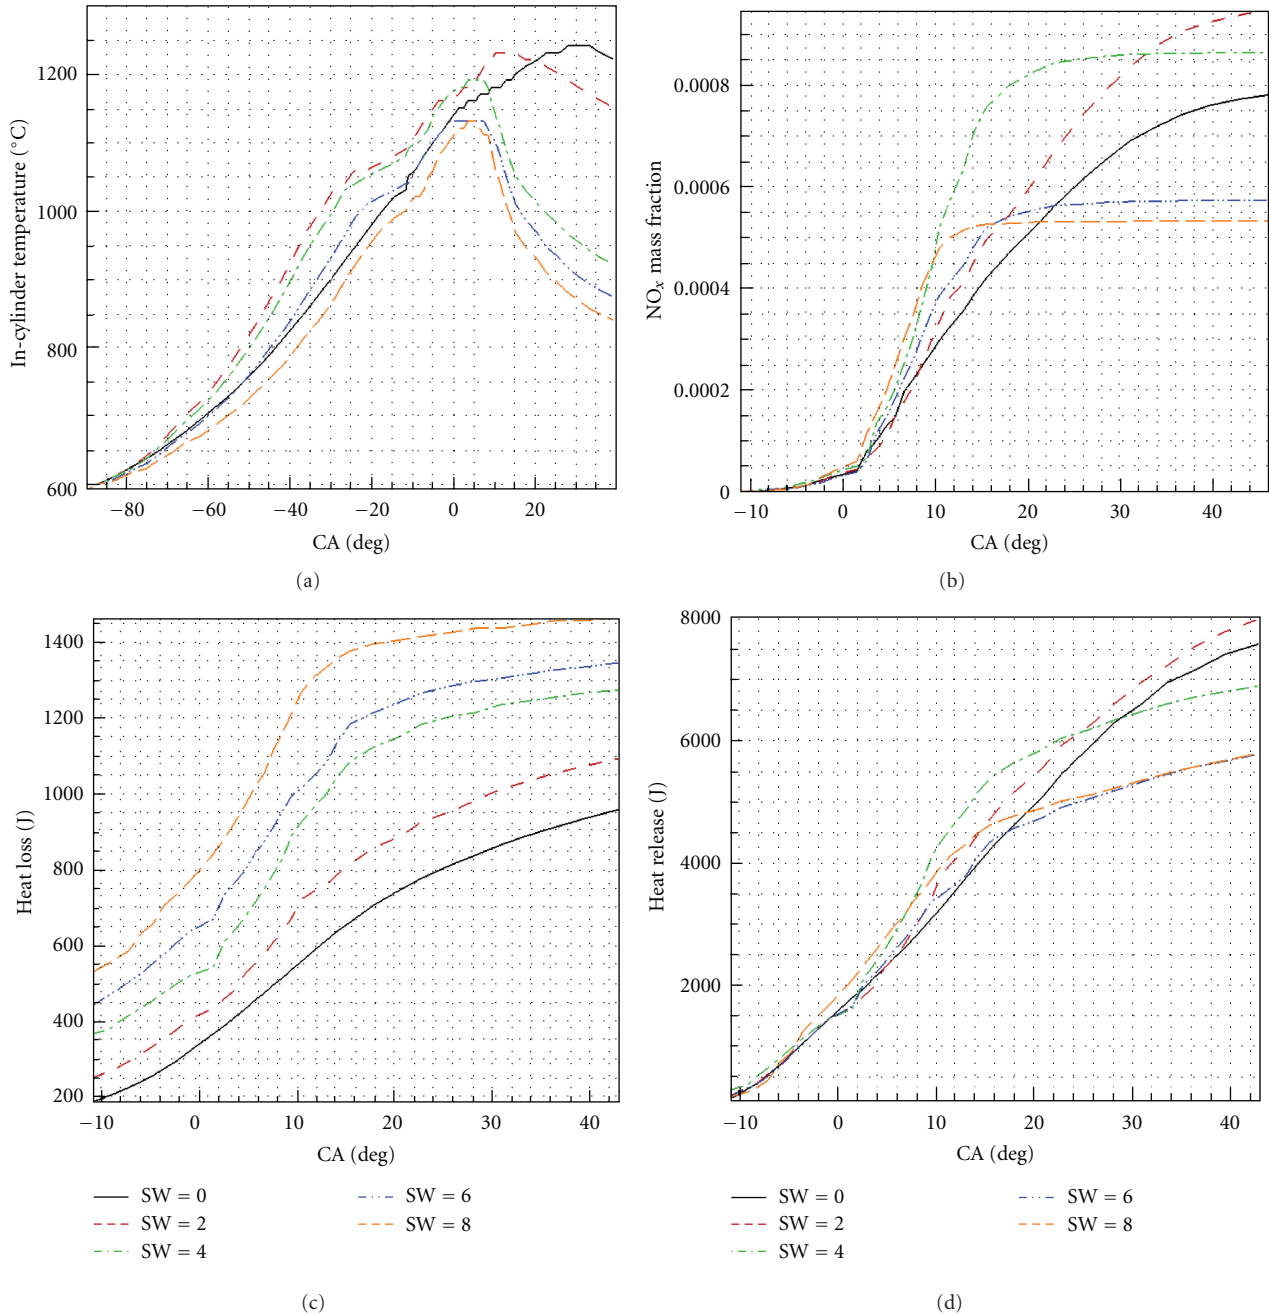 In-cylinder temperature (°C)
1200
1000
800
600
−80 −60 −40 −20 0 20
CA (deg)
(a)
NOx mass fraction
0.0008
0.0006
0.0004
0.0002
0
−10 0 10 20 30 40
CA (deg)
(b)
Heat loss (J)
1400
1200
1000
800
600
400
200
−10 0 10 20 30 40
CA (deg)
SW = 0
SW = 2
SW = 4
SW = 6
SW = 8
(c)
Heat release (J)
8000
6000
4000
2000
−10 0 10 20 30 40
CA (deg)
SW = 0
SW = 2
SW = 4
SW = 6
SW = 8
(d)